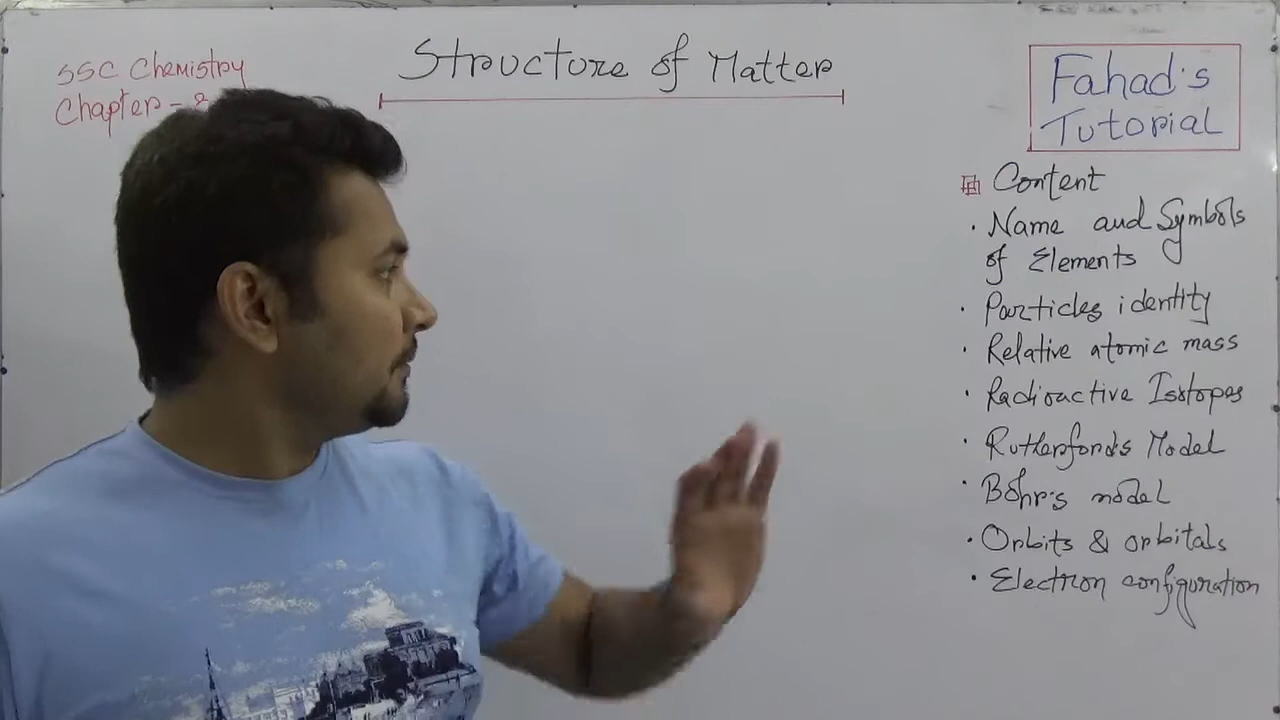 SSC Chemistry
Chapter -
Structure of Matter
Fahad's
Tutorial
Content
• Name and Symbols
of Elements
• Particles identity
• Relative atomic mass
• Radioactive Isotopes
• Rutherford's Model
• Bohr's model
• Orbits & orbitals
• Electron configuration